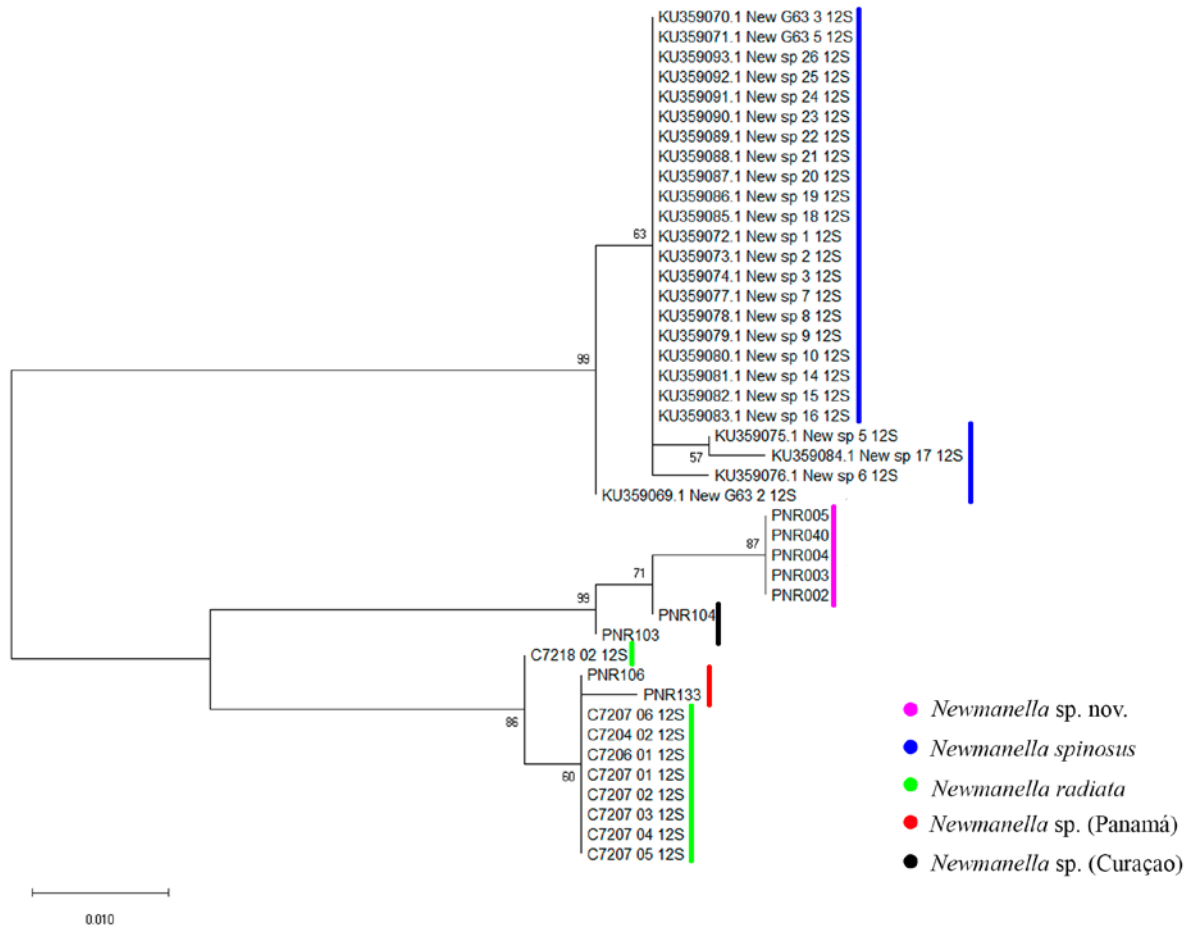 KU359070.1 New G63 3 12S
KU359071.1 New G63 5 12S
KU359093.1 New sp 26 12S
KU359092.1 New sp 25 12S
KU359091.1 New sp 24 12S
KU359090.1 New sp 23 12S
KU359089.1 New sp 22 12S
KU359088.1 New sp 21 12S
KU359087.1 New sp 20 12S
KU359086.1 New sp 19 12S
KU359085.1 New sp 18 12S
63
KU359072.1 New sp 1 12S
KU359073.1 New sp 2 12S
KU359074.1 New sp 3 12S
KU359077.1 New sp 7 12S
KU359078.1 New sp 8 12S
KU359079.1 New sp 9 12S
99
KU359080.1 New sp 10 12S
KU359081.1 New sp 14 12S
KU359082.1 New sp 15 12S
KU359083.1 New sp 16 12S
KU359075.1 New sp 5 12S
57
KU359084.1 New sp 17 12S
KU359076.1 New sp 6 12S
KU359069.1 New G63 2 12S
PNR005
PNR040
87
PNR004
PNR003
PNR002
71
99
PNR104
PNR103
C7218 02 12S
PNR106
PNR133
86
C7207 06 12S
C7204 02 12S
C7206 01 12S
60
C7207 01 12S
C7207 02 12S
C7207 03 12S
C7207 04 12S
C7207 05 12S
Newmanella sp. nov.
Newmanella spinosus
Newmanella radiata
Newmanella sp. (Panamá)
Newmanella sp. (Curaçao)
0.010